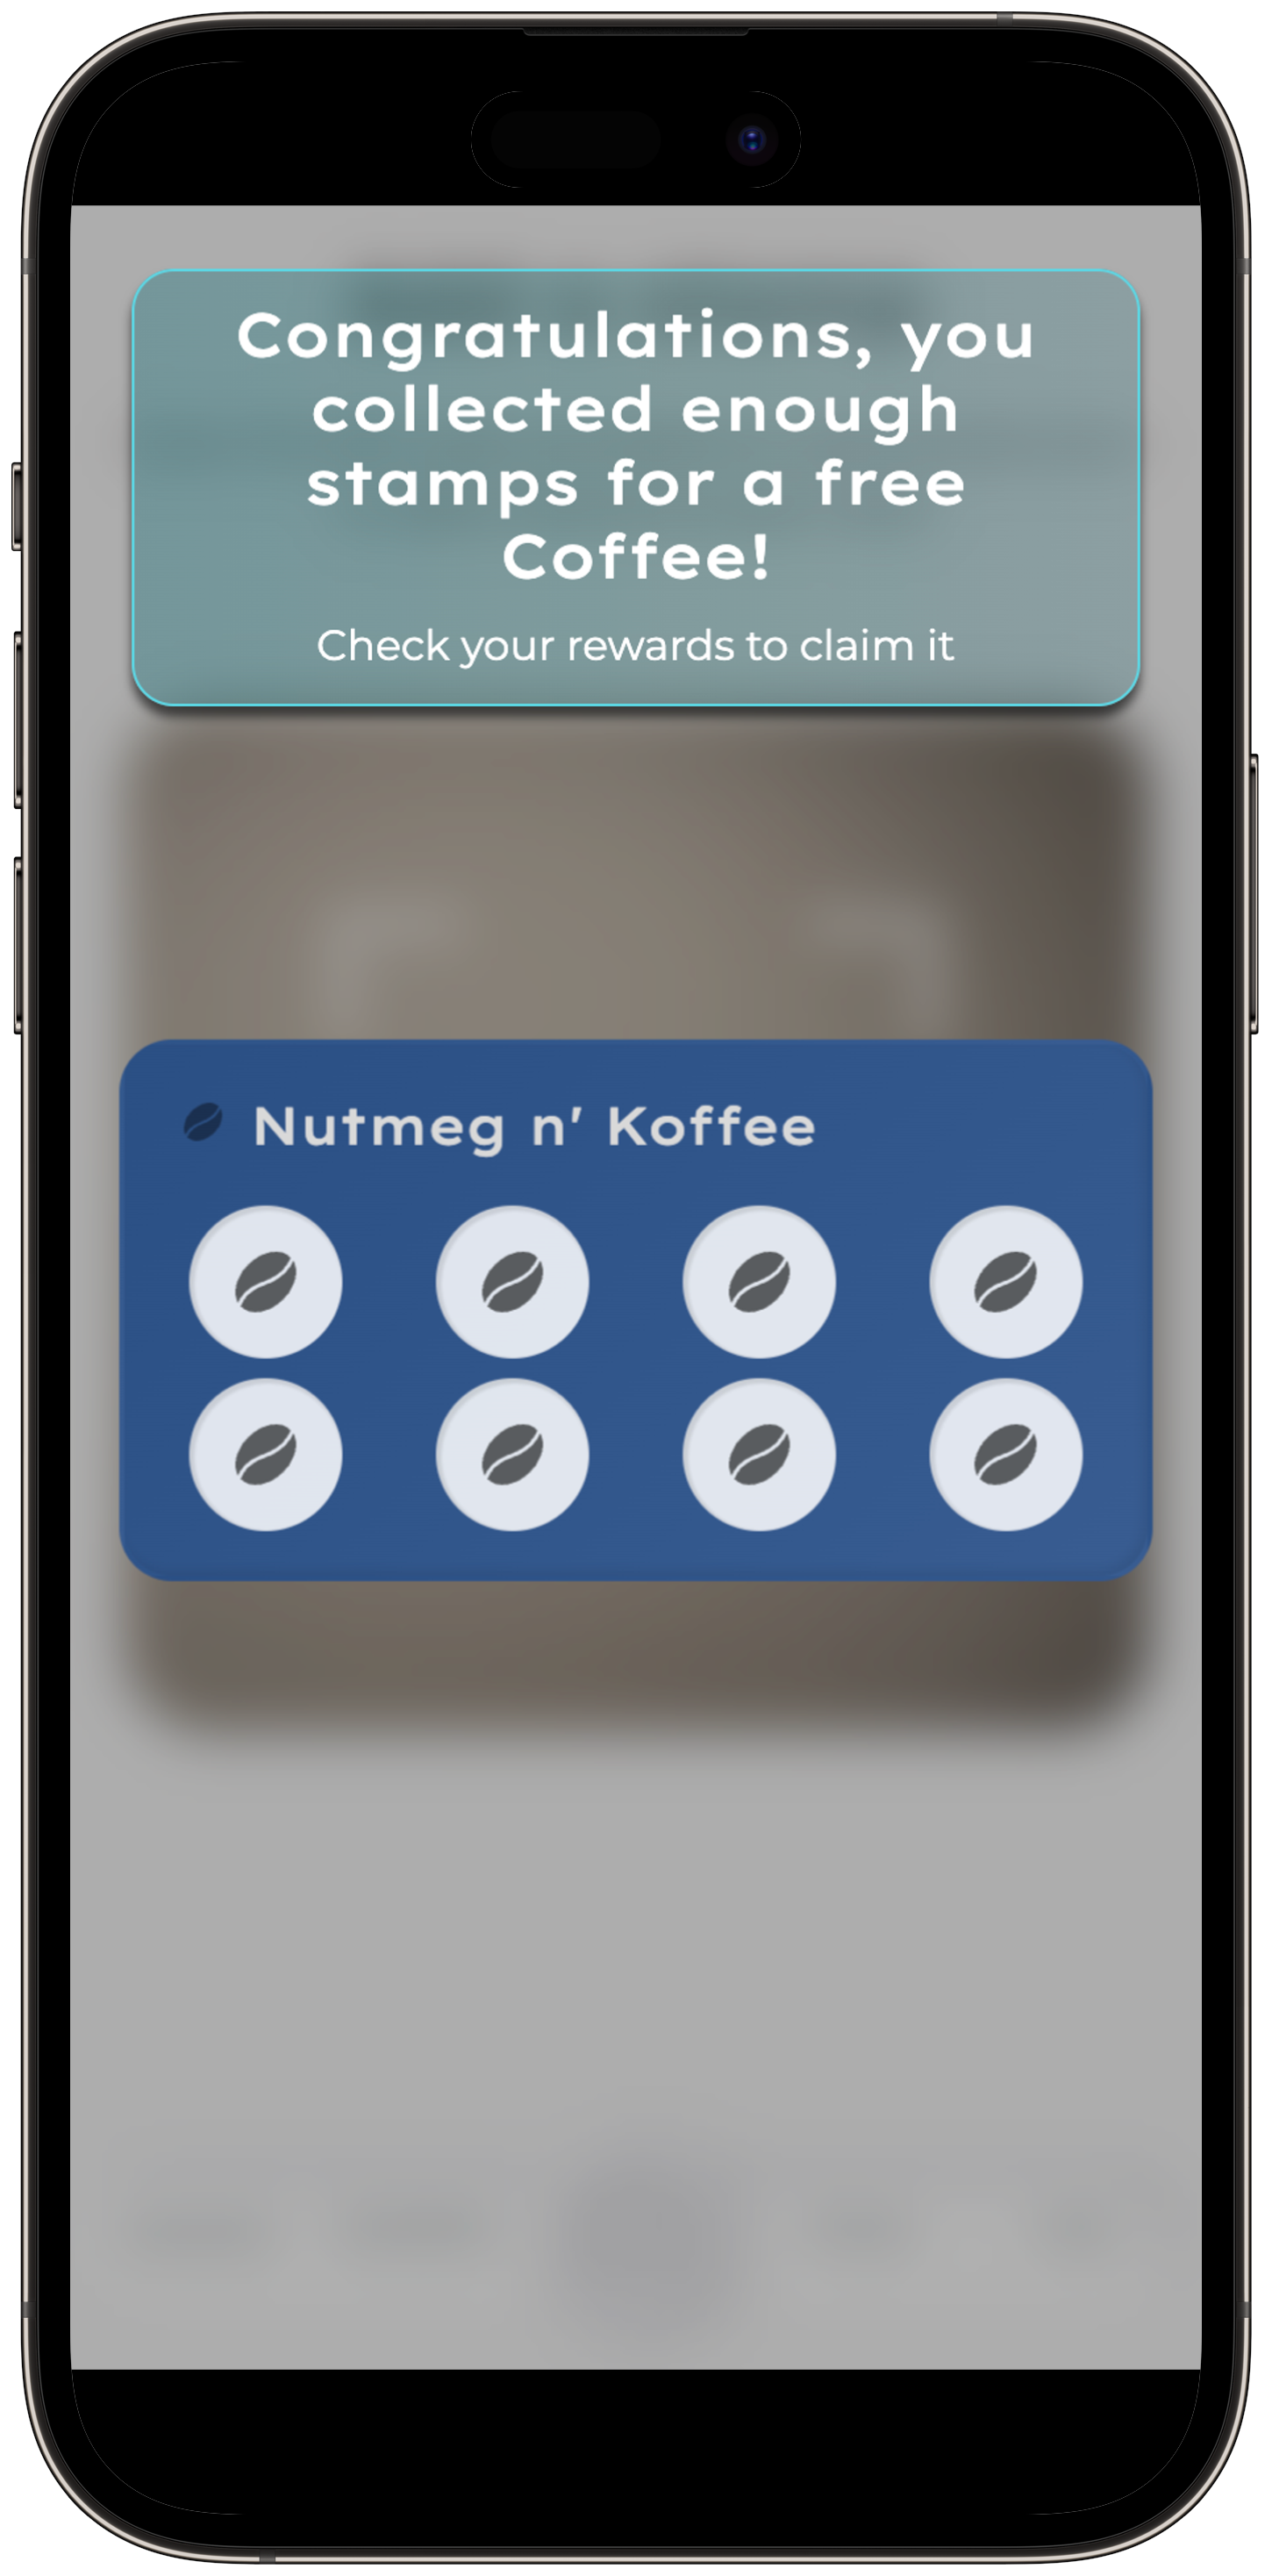 Congratulations, you
collected enough
stamps for a free
Coffee!
Check your rewards to claim it
Nutmeg n' Koffee